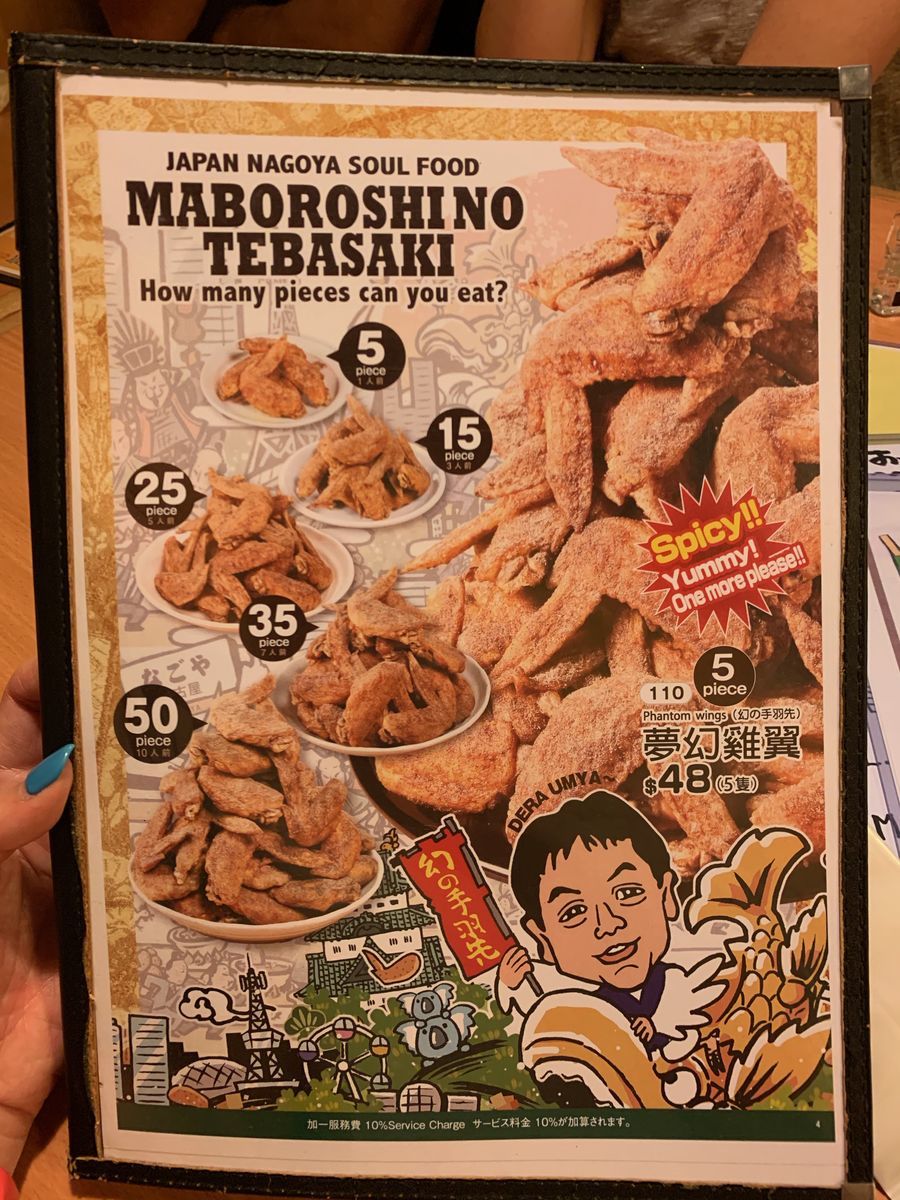 JAPAN NAGOYA SOUL FOOD
MABOROSHI NO
TEBASAKI
How many pieces can you eat?
5
piece
1人前
15
piece
3人前
25
piece
5人前
35
piece
7人前
50
piece
10人前
なごや
古屋
Spicy!!
Yummy!
One more please!!
110
5
piece
Phantom wings (幻の手羽先)
夢幻雞翼
$48(5隻)
DERA UMYA~
幻の手羽先
加一服務費 10%Service Charge サービス料金 10%が加算されます。
4
お
M